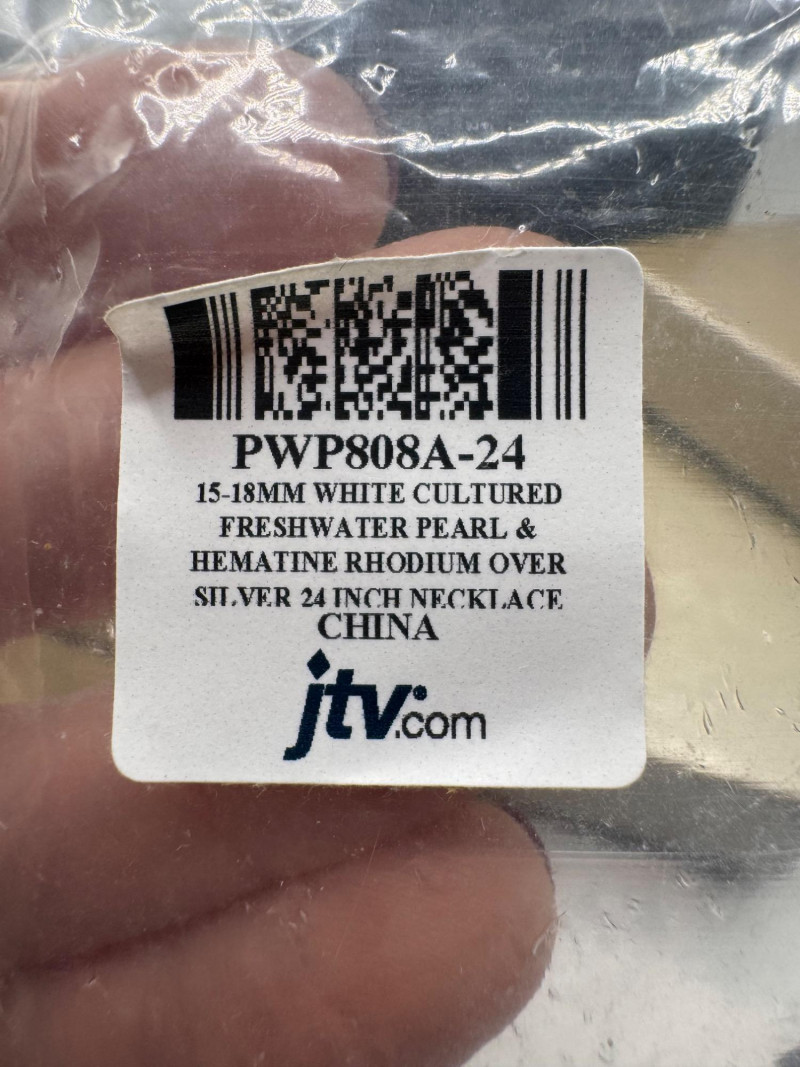 PWP808A-24
15-18MM WHITE CULTURED
FRESHWATER PEARL &
HEMATINE RHODIUM OVER
SILVER 24 INCH NECKLACE
CHINA
jtv.com